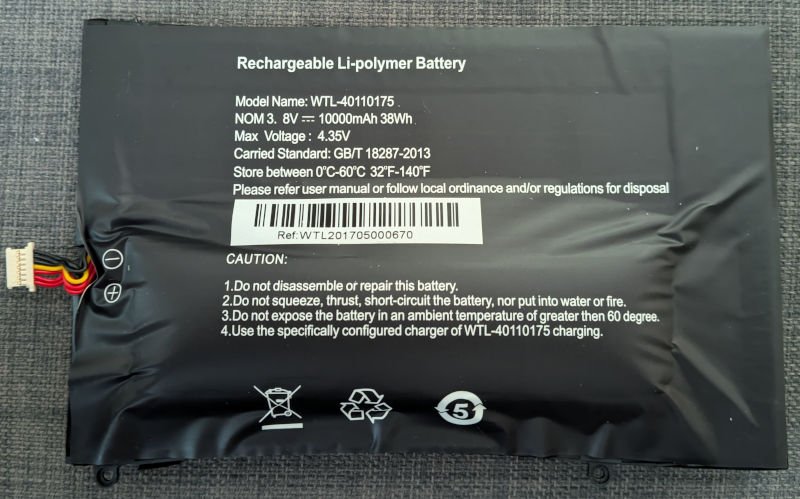 Rechargeable Li-polymer Battery
Model Name: WTL-40110175
NOM 3. 8V ⎓ 10000mAh 38Wh
Max Voltage : 4.35V
Carried Standard: GB/T 18287-2013
Store between 0℃-60℃ 32℉-140℉
Please refer user manual or follow local ordinance and/or regulations for disposal
Ref:WTL201705000670
CAUTION:
1.Do not disassemble or repair this battery.
2.Do not squeeze, thrust, short-circuit the battery, nor put into water or fire.
3.Do not expose the battery in an ambient temperature of greater then 60 degree.
4.Use the specifically configured charger of WTL-40110175 charging.
5